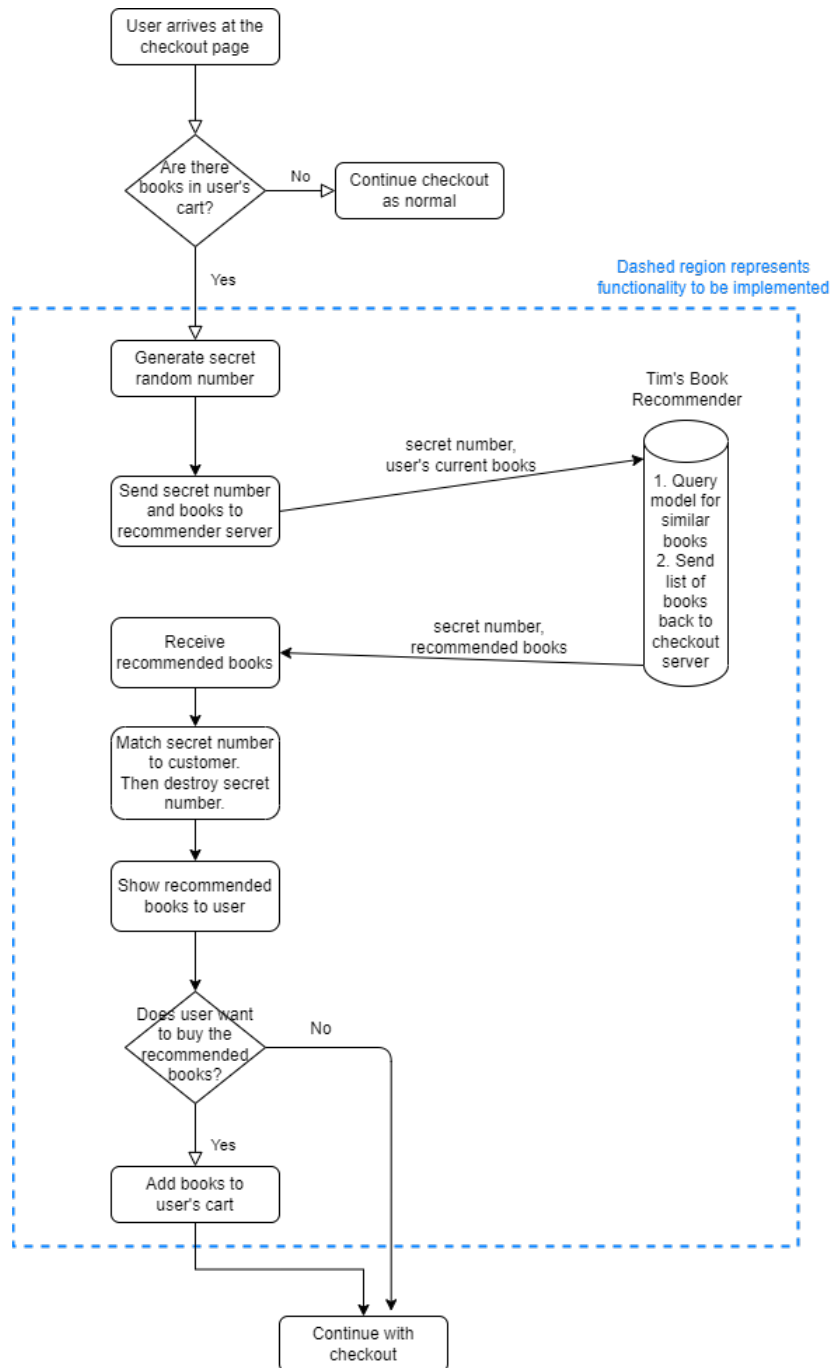 User arrives at the
checkout page
Are there
books in user's
cart?
No
Continue checkout
as normal
Yes
Dashed region represents
functionality to be implemented
Generate secret
random number
Tim's Book
Recommender
secret number,
user's current books
Send secret number
and books to
recommender server
1. Query
model for
similar
books
2. Send
list of
books
back to
checkout
server
secret number,
recommended books
Receive
recommended books
Match secret number
to customer.
Then destroy secret
number.
Show recommended
books to user
Does user want
to buy the
recommended
books?
No
Yes
Add books to
user's cart
Continue with
checkout